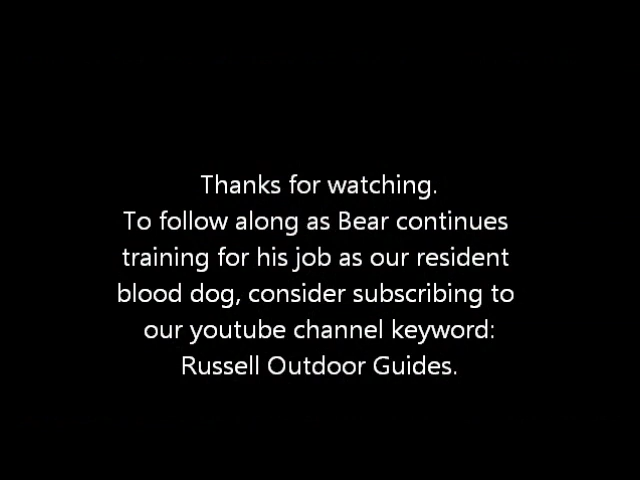 Thanks for watching.
To follow along as Bear continues
training for his job as our resident
blood dog, consider subscribing to
our youtube channel keyword:
Russell Outdoor Guides.